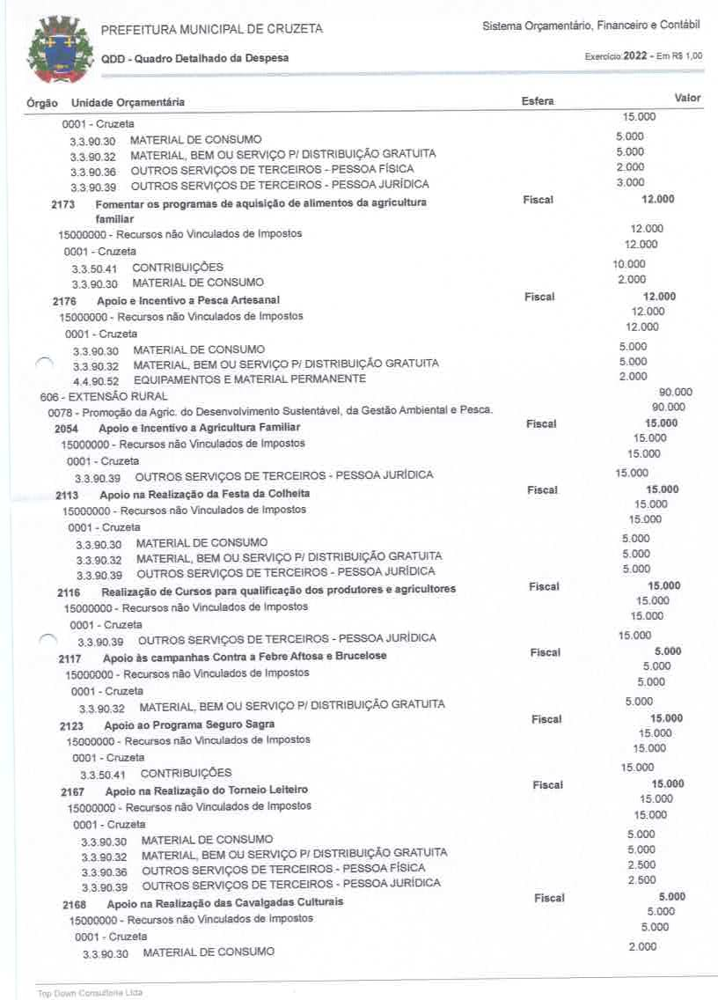 PREFEITURA MUNICIPAL DE CRUZETA Sistema Orçamentário, Financeiro e Contábil
QDD - Quadro Detalhado da Despesa Exercício:2022 - Em R$ 1,00
Órgão Unidade Orçamentária Esfera Valor
0001 - Cruzeta 15.000
3.3.90.30 MATERIAL DE CONSUMO 5.000
3.3.90.32 MATERIAL, BEM OU SERVIÇO P/ DISTRIBUIÇÃO GRATUITA 5.000
3.3.90.36 OUTROS SERVIÇOS DE TERCEIROS - PESSOA FÍSICA 2.000
3.3.90.39 OUTROS SERVIÇOS DE TERCEIROS - PESSOA JURÍDICA 3.000
2173 Fomentar os programas de aquisição de alimentos da agricultura Fiscal 12.000
familiar
15000000 - Recursos não Vinculados de Impostos 12.000
0001 - Cruzeta 12.000
3.3.50.41 CONTRIBUIÇÕES 10.000
3.3.90.30 MATERIAL DE CONSUMO 2.000
2176 Apoio e Incentivo a Pesca Artesanal Fiscal 12.000
15000000 - Recursos não Vinculados de Impostos 12.000
0001 - Cruzeta 12.000
3.3.90.30 MATERIAL DE CONSUMO 5.000
3.3.90.32 MATERIAL, BEM OU SERVIÇO P/ DISTRIBUIÇÃO GRATUITA 5.000
4.4.90.52 EQUIPAMENTOS E MATERIAL PERMANENTE 2.000
606 - EXTENSÃO RURAL 90.000
0078 - Promoção da Agric. do Desenvolvimento Sustentável, da Gestão Ambiental e Pesca. 90.000
2054 Apoio e Incentivo a Agricultura Familiar Fiscal 15.000
15000000 - Recursos não Vinculados de Impostos 15.000
0001 - Cruzeta 15.000
3.3.90.39 OUTROS SERVIÇOS DE TERCEIROS - PESSOA JURÍDICA 15.000
2113 Apoio na Realização da Festa da Colheita Fiscal 15.000
15000000 - Recursos não Vinculados de Impostos 15.000
0001 - Cruzeta 15.000
3.3.90.30 MATERIAL DE CONSUMO 5.000
3.3.90.32 MATERIAL, BEM OU SERVIÇO P/ DISTRIBUIÇÃO GRATUITA 5.000
3.3.90.39 OUTROS SERVIÇOS DE TERCEIROS - PESSOA JURÍDICA 5.000
2116 Realização de Cursos para qualificação dos produtores e agricultores Fiscal 15.000
15000000 - Recursos não Vinculados de Impostos 15.000
0001 - Cruzeta 15.000
3.3.90.39 OUTROS SERVIÇOS DE TERCEIROS - PESSOA JURÍDICA 15.000
2117 Apoio às campanhas Contra a Febre Aftosa e Brucelose Fiscal 5.000
15000000 - Recursos não Vinculados de Impostos 5.000
0001 - Cruzeta 5.000
3.3.90.32 MATERIAL, BEM OU SERVIÇO P/ DISTRIBUIÇÃO GRATUITA 5.000
2123 Apoio ao Programa Seguro Sagra Fiscal 15.000
15000000 - Recursos não Vinculados de Impostos 15.000
0001 - Cruzeta 15.000
3.3.50.41 CONTRIBUIÇÕES 15.000
2167 Apoio na Realização do Torneio Leiteiro Fiscal 15.000
15000000 - Recursos não Vinculados de Impostos 15.000
0001 - Cruzeta 15.000
3.3.90.30 MATERIAL DE CONSUMO 5.000
3.3.90.32 MATERIAL, BEM OU SERVIÇO P/ DISTRIBUIÇÃO GRATUITA 5.000
3.3.90.36 OUTROS SERVIÇOS DE TERCEIROS - PESSOA FÍSICA 2.500
3.3.90.39 OUTROS SERVIÇOS DE TERCEIROS - PESSOA JURÍDICA 2.500
2168 Apoio na Realização das Cavalgadas Culturais Fiscal 5.000
15000000 - Recursos não Vinculados de Impostos 5.000
0001 - Cruzeta 5.000
3.3.90.30 MATERIAL DE CONSUMO 2.000
Top Down Consultoria Ltda